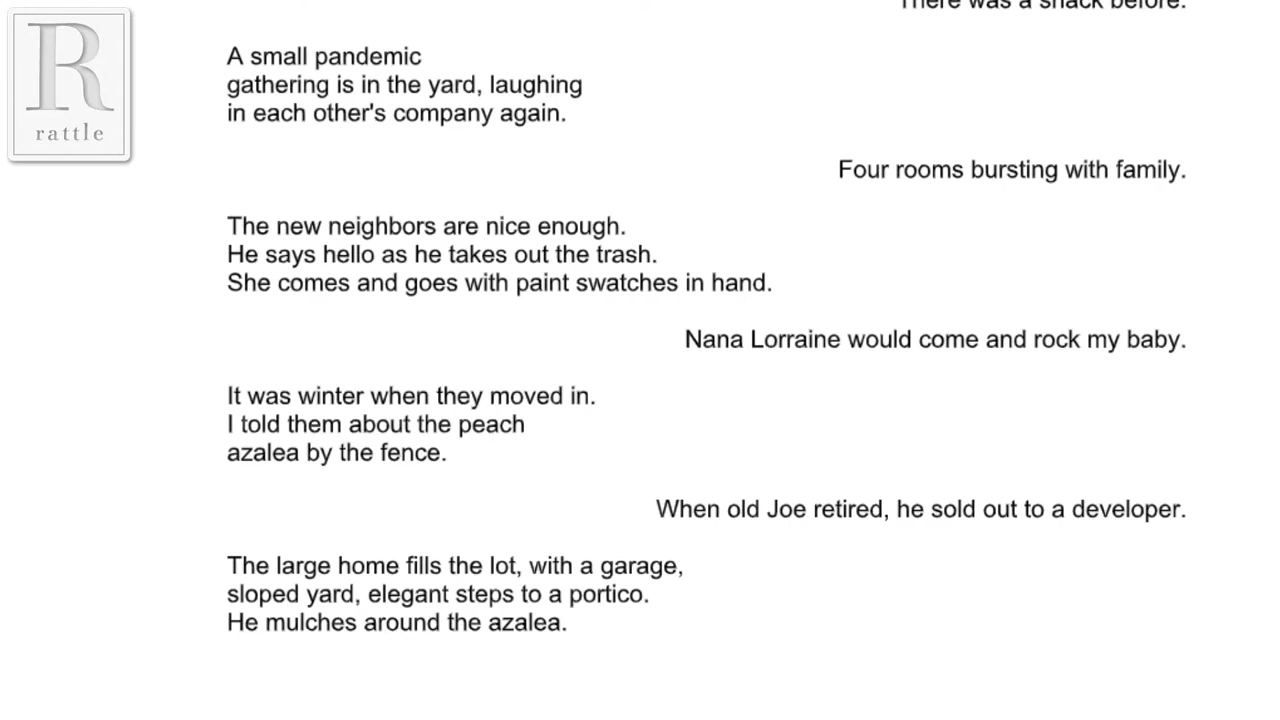 There was a shack before.
R
rattle
A small pandemic
gathering is in the yard, laughing
in each other's company again.
Four rooms bursting with family.
The new neighbors are nice enough.
He says hello as he takes out the trash.
She comes and goes with paint swatches in hand.
Nana Lorraine would come and rock my baby.
It was winter when they moved in.
I told them about the peach
azalea by the fence.
When old Joe retired, he sold out to a developer.
The large home fills the lot, with a garage,
sloped yard, elegant steps to a portico.
He mulches around the azalea.